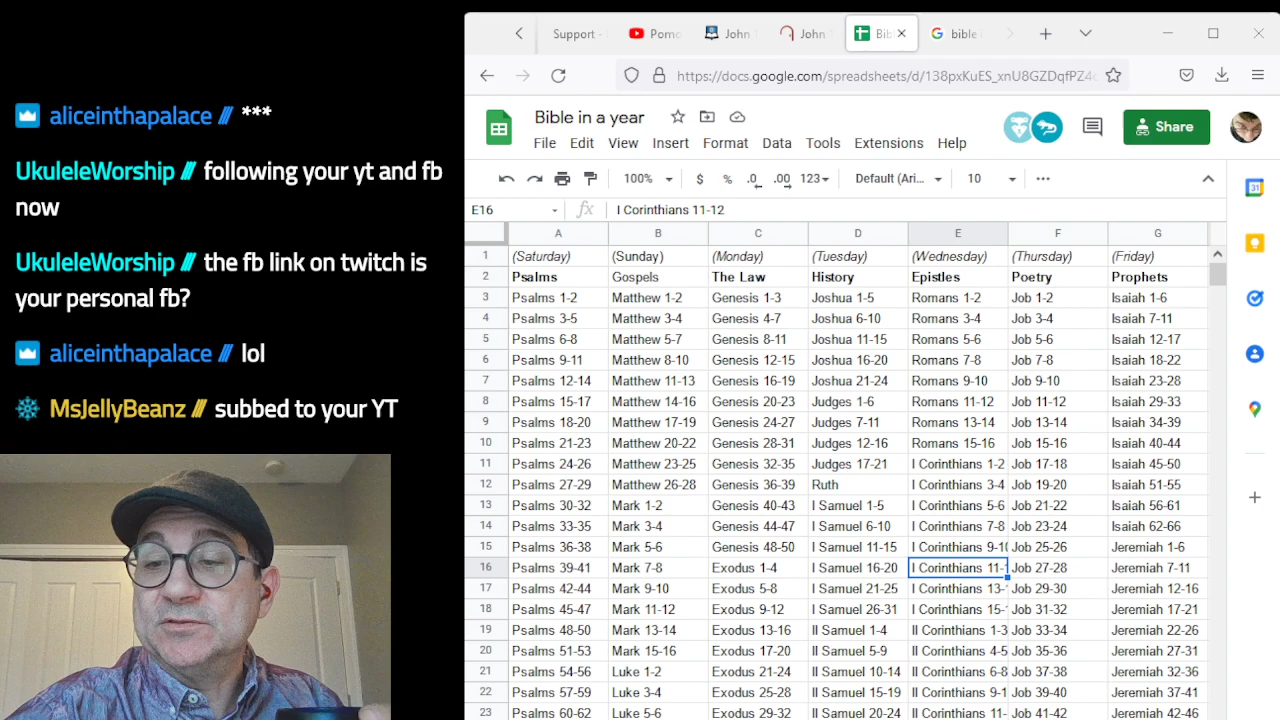 aliceinthapalace /// ***
UkuleleWorship /// following your yt and fb
now
UkuleleWorship /// the fb link on twitch is
your personal fb?
aliceinthapalace /// lol
MsJellyBeanz /// subbed to your YT
Support - Pomo John John Bib bible
https://docs.google.com/spreadsheets/d/138pxKuES_xnU8GZDqfPZ4
Bible in a year
Share
File Edit View Insert Format Data Tools Extensions Help
100% $ % .0 .00 123 Default (Ari... 10
E16 fx I Corinthians 11-12
A B C D E F G
1 (Saturday) (Sunday) (Monday) (Tuesday) (Wednesday) (Thursday) (Friday)
2 Psalms Gospels The Law History Epistles Poetry Prophets
3 Psalms 1-2 Matthew 1-2 Genesis 1-3 Joshua 1-5 Romans 1-2 Job 1-2 Isaiah 1-6
4 Psalms 3-5 Matthew 3-4 Genesis 4-7 Joshua 6-10 Romans 3-4 Job 3-4 Isaiah 7-11
5 Psalms 6-8 Matthew 5-7 Genesis 8-11 Joshua 11-15 Romans 5-6 Job 5-6 Isaiah 12-17
6 Psalms 9-11 Matthew 8-10 Genesis 12-15 Joshua 16-20 Romans 7-8 Job 7-8 Isaiah 18-22
7 Psalms 12-14 Matthew 11-13 Genesis 16-19 Joshua 21-24 Romans 9-10 Job 9-10 Isaiah 23-28
8 Psalms 15-17 Matthew 14-16 Genesis 20-23 Judges 1-6 Romans 11-12 Job 11-12 Isaiah 29-33
9 Psalms 18-20 Matthew 17-19 Genesis 24-27 Judges 7-11 Romans 13-14 Job 13-14 Isaiah 34-39
10 Psalms 21-23 Matthew 20-22 Genesis 28-31 Judges 12-16 Romans 15-16 Job 15-16 Isaiah 40-44
11 Psalms 24-26 Matthew 23-25 Genesis 32-35 Judges 17-21 I Corinthians 1-2 Job 17-18 Isaiah 45-50
12 Psalms 27-29 Matthew 26-28 Genesis 36-39 Ruth I Corinthians 3-4 Job 19-20 Isaiah 51-55
13 Psalms 30-32 Mark 1-2 Genesis 40-43 I Samuel 1-5 I Corinthians 5-6 Job 21-22 Isaiah 56-61
14 Psalms 33-35 Mark 3-4 Genesis 44-47 I Samuel 6-10 I Corinthians 7-8 Job 23-24 Isaiah 62-66
15 Psalms 36-38 Mark 5-6 Genesis 48-50 I Samuel 11-15 I Corinthians 9-10 Job 25-26 Jeremiah 1-6
16 Psalms 39-41 Mark 7-8 Exodus 1-4 I Samuel 16-20 I Corinthians 11- Job 27-28 Jeremiah 7-11
17 Psalms 42-44 Mark 9-10 Exodus 5-8 I Samuel 21-25 I Corinthians 13- Job 29-30 Jeremiah 12-16
18 Psalms 45-47 Mark 11-12 Exodus 9-12 I Samuel 26-31 I Corinthians 15- Job 31-32 Jeremiah 17-21
19 Psalms 48-50 Mark 13-14 Exodus 13-16 II Samuel 1-4 II Corinthians 1-3 Job 33-34 Jeremiah 22-26
20 Psalms 51-53 Mark 15-16 Exodus 17-20 II Samuel 5-9 II Corinthians 4-5 Job 35-36 Jeremiah 27-31
21 Psalms 54-56 Luke 1-2 Exodus 21-24 II Samuel 10-14 II Corinthians 6-8 Job 37-38 Jeremiah 32-36
22 Psalms 57-59 Luke 3-4 Exodus 25-28 II Samuel 15-19 II Corinthians 9-1 Job 39-40 Jeremiah 37-41
23 Psalms 60-62 Luke 5-6 Exodus 29-32 II Samuel 20-24 II Corinthians 11- Job 41-42 Jeremiah 42-46